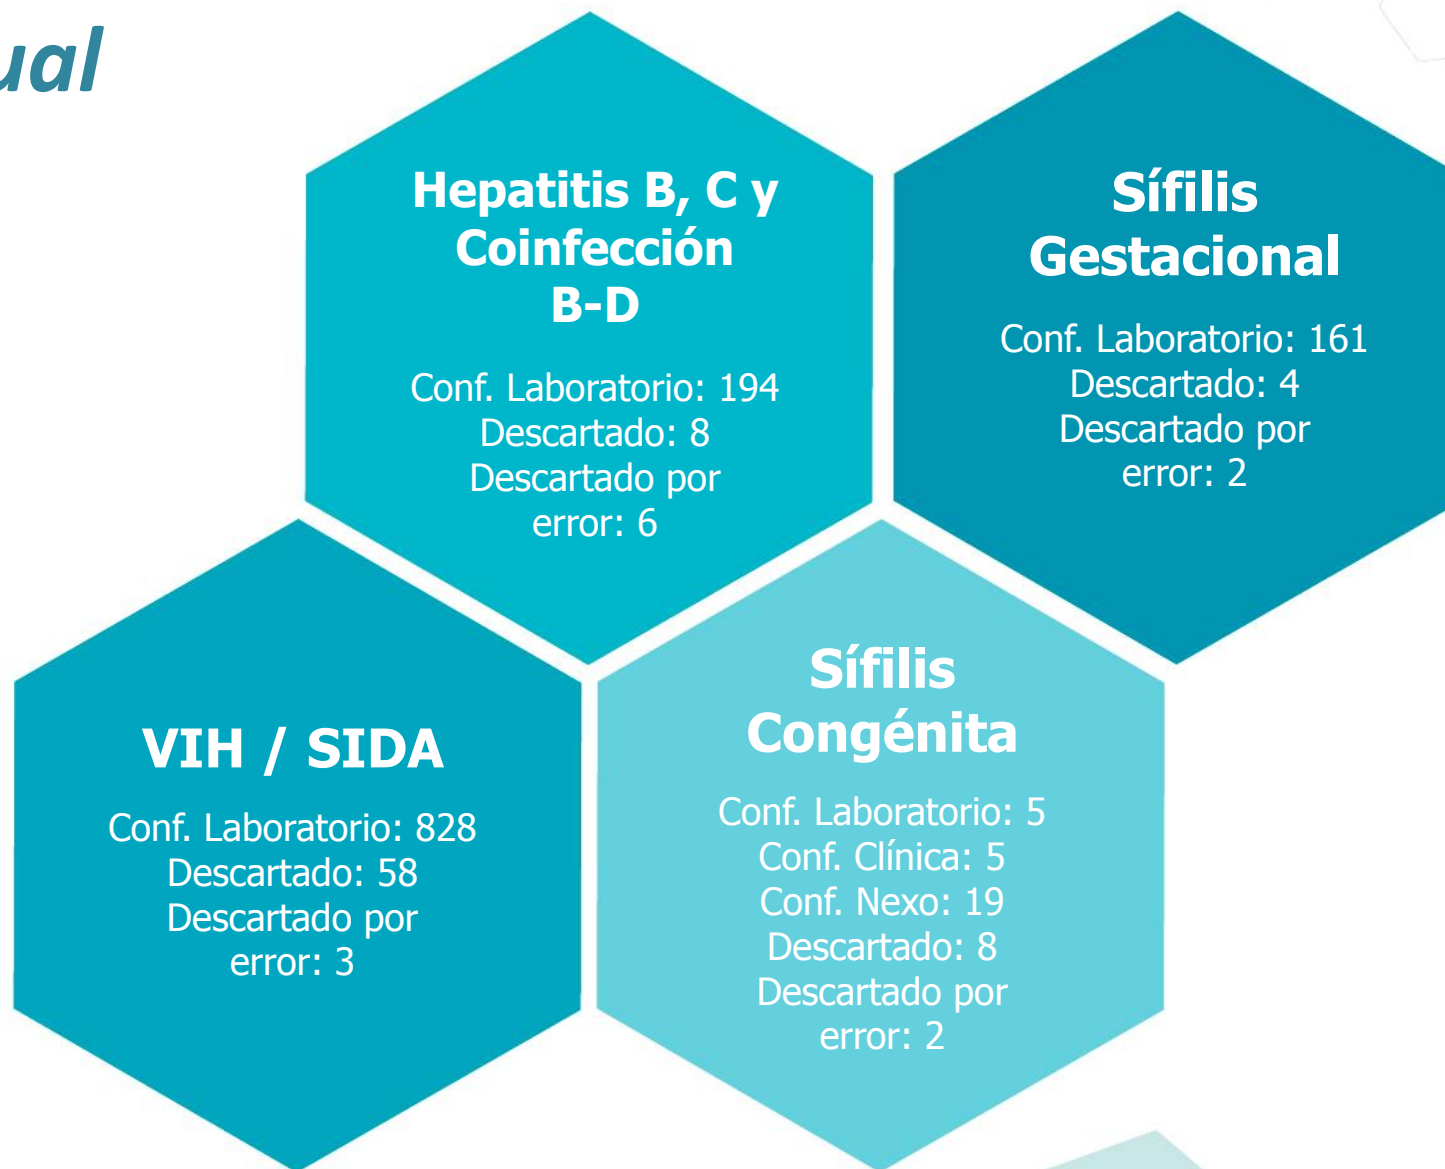 ual
Hepatitis B, C y
Coinfección
B-D
Conf. Laboratorio: 194
Descartado: 8
Descartado por
error: 6
Sífilis
Gestacional
Conf. Laboratorio: 161
Descartado: 4
Descartado por
error: 2
VIH / SIDA
Conf. Laboratorio: 828
Descartado: 58
Descartado por
error: 3
Sífilis
Congénita
Conf. Laboratorio: 5
Conf. Clínica: 5
Conf. Nexo: 19
Descartado: 8
Descartado por
error: 2